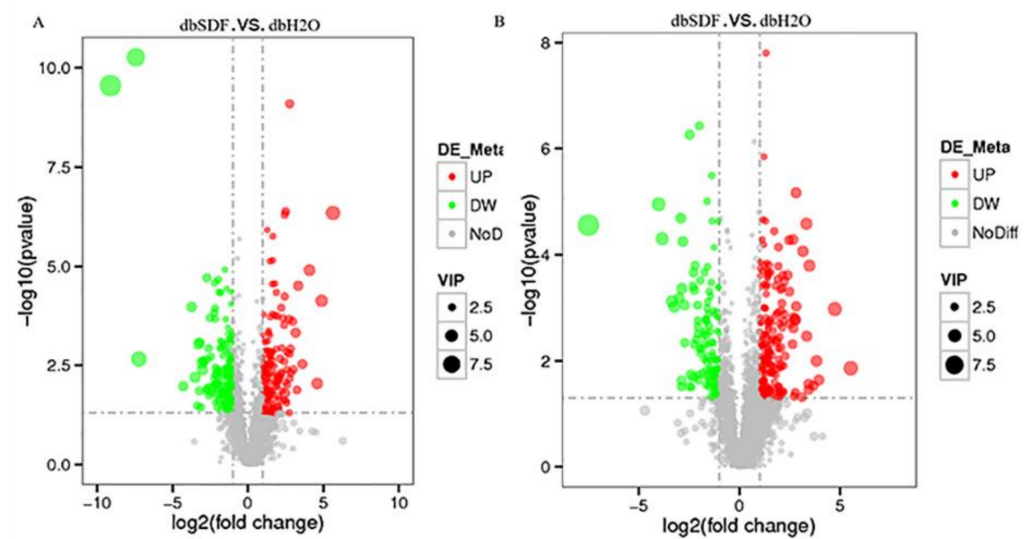 A
dbSDF.VS.dbH2O
10.0
7.5
5.0
2.5
0.0
−10
−5
0
5
10
−log10(pvalue)
log2(fold change)
DE_Meta
UP
DW
NoD
VIP
2.5
5.0
7.5
B
dbSDF.VS.dbH2O
8
6
4
2
0
−5
0
5
−log10(pvalue)
log2(fold change)
DE_Meta
UP
DW
NoDiff
VIP
2.5
5.0
7.5